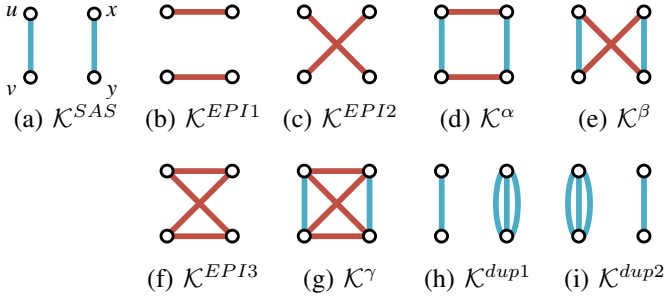 u x
v y
(a) 𝒦^{SAS} (b) 𝒦^{EPI1} (c) 𝒦^{EPI2} (d) 𝒦^α (e) 𝒦^β
(f) 𝒦^{EPI3} (g) 𝒦^γ (h) 𝒦^{dup1} (i) 𝒦^{dup2}